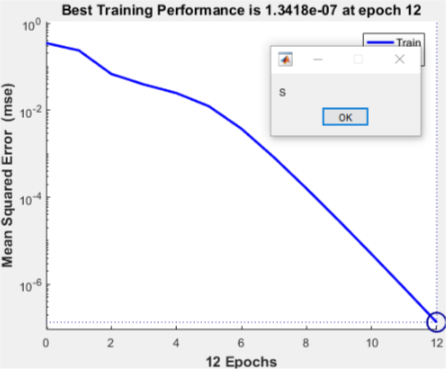 Best Training Performance is 1.3418e-07 at epoch 12
Train
S
OK
Mean Squared Error (mse)
10^0
10^-2
10^-4
10^-6
0 2 4 6 8 10 12
12 Epochs